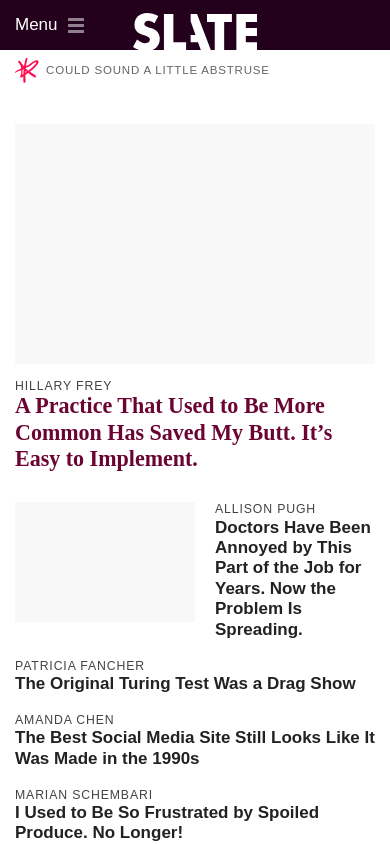 Menu
SLATE
COULD SOUND A LITTLE ABSTRUSE
HILLARY FREY
A Practice That Used to Be More
Common Has Saved My Butt. It’s
Easy to Implement.
ALLISON PUGH
Doctors Have Been
Annoyed by This
Part of the Job for
Years. Now the
Problem Is
Spreading.
PATRICIA FANCHER
The Original Turing Test Was a Drag Show
AMANDA CHEN
The Best Social Media Site Still Looks Like It
Was Made in the 1990s
MARIAN SCHEMBARI
I Used to Be So Frustrated by Spoiled
Produce. No Longer!